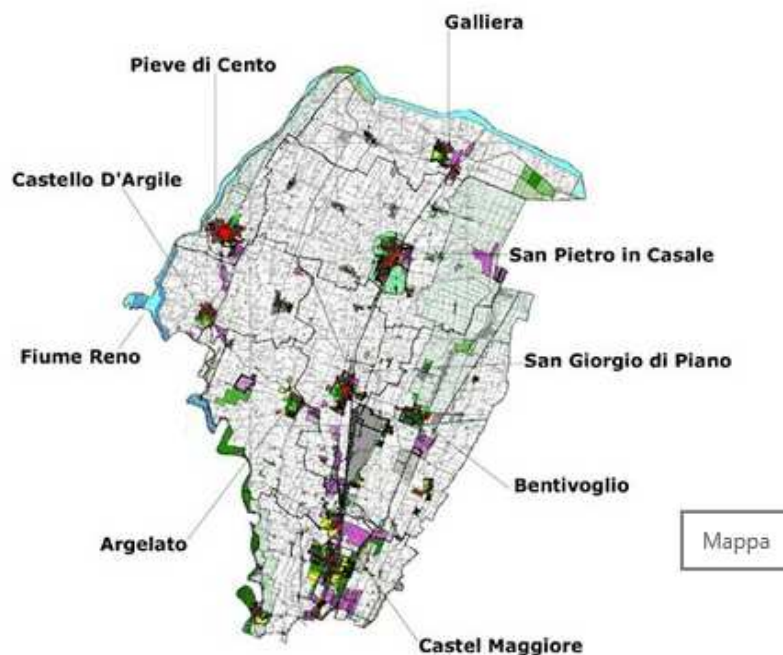 Galliera
Pieve di Cento
Castello D'Argile
San Pietro in Casale
Fiume Reno
San Giorgio di Piano
Bentivoglio
Argelato
Mappa
Castel Maggiore